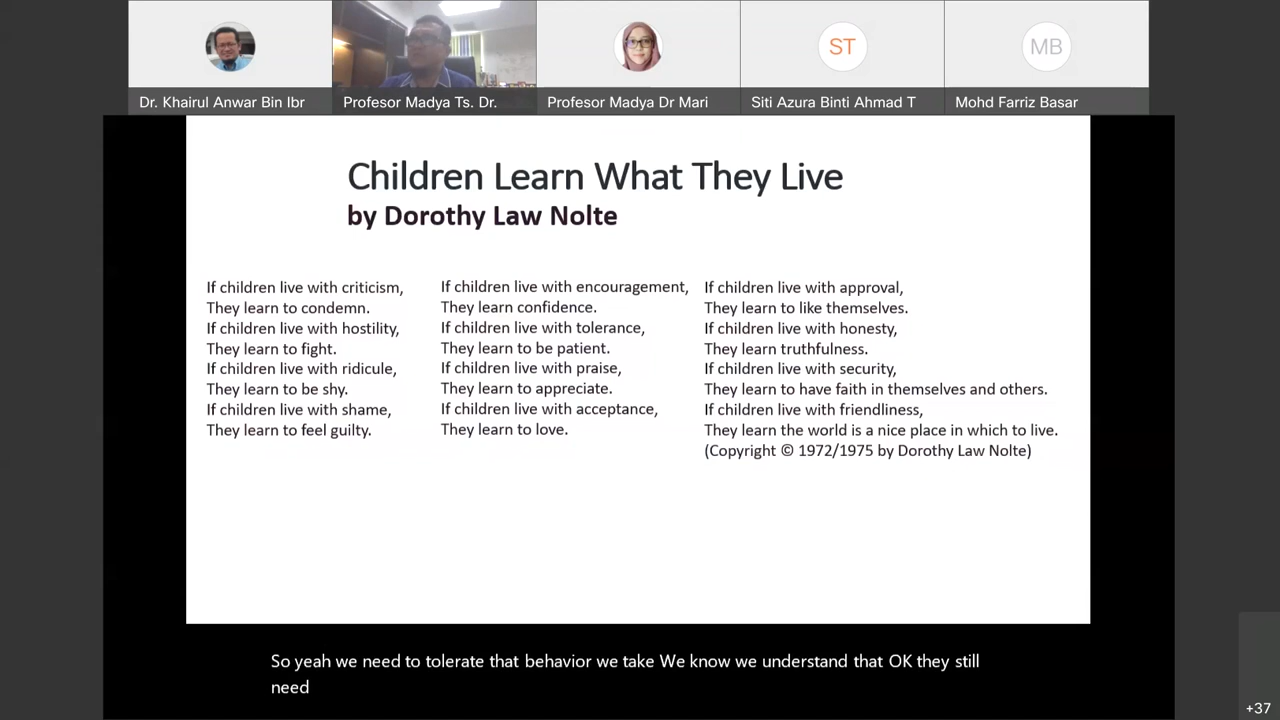 Dr. Khairul Anwar Bin Ibr
Profesor Madya Ts. Dr.
Profesor Madya Dr Mari
ST
Siti Azura Binti Ahmad T
MB
Mohd Farriz Basar
Children Learn What They Live
by Dorothy Law Nolte
If children live with criticism,
They learn to condemn.
If children live with hostility,
They learn to fight.
If children live with ridicule,
They learn to be shy.
If children live with shame,
They learn to feel guilty.
If children live with encouragement,
They learn confidence.
If children live with tolerance,
They learn to be patient.
If children live with praise,
They learn to appreciate.
If children live with acceptance,
They learn to love.
If children live with approval,
They learn to like themselves.
If children live with honesty,
They learn truthfulness.
If children live with security,
They learn to have faith in themselves and others.
If children live with friendliness,
They learn the world is a nice place in which to live.
(Copyright © 1972/1975 by Dorothy Law Nolte)
So yeah we need to tolerate that behavior we take We know we understand that OK they still
need
+37